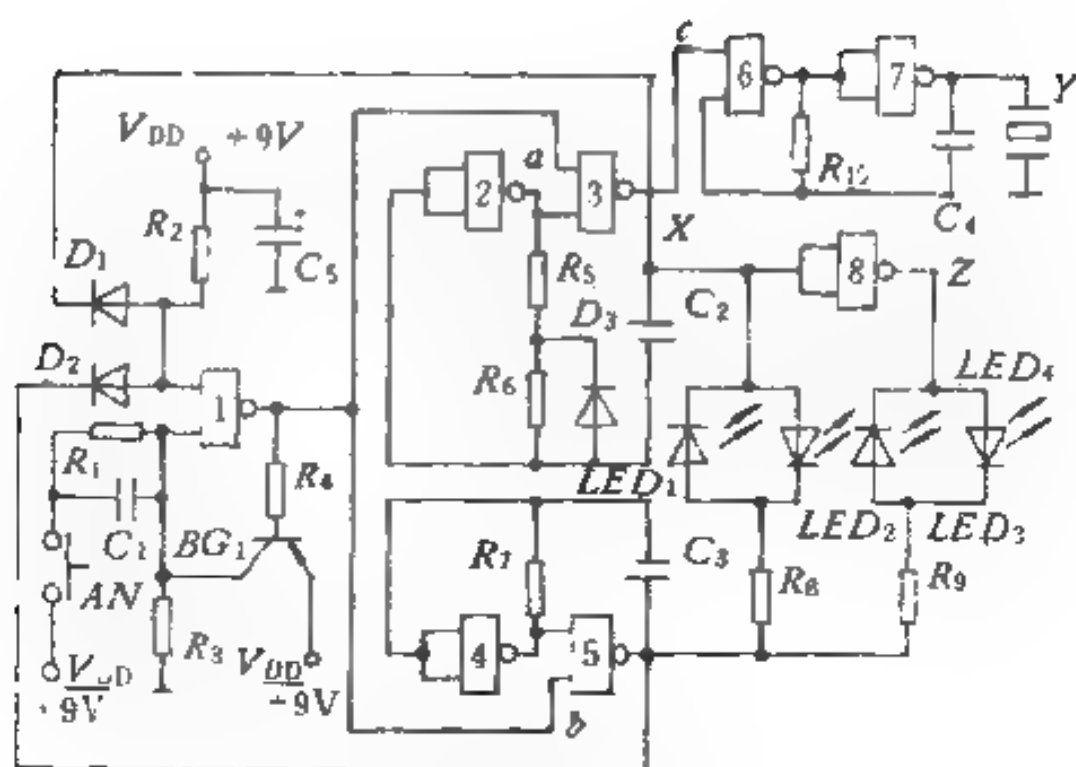 c
6
7
Y
V_DD +9V
a
2
3
R12
C4
R2
C5
X
D1
R5
C2
8
Z
D3
D2
LED4
R6
1
R1
R4
LED1
C1
BG1
LED2
LED3
AN
R7
C3
R8
R9
R3
V_DD
+9V
4
5
9V
b